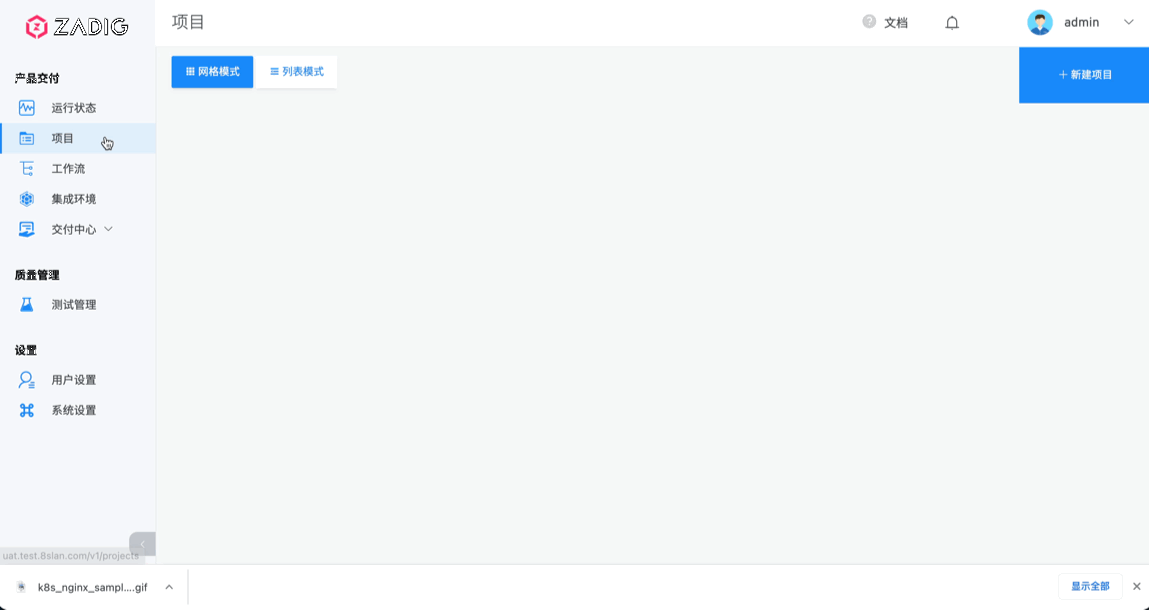 ZADIG
项目
文档
admin
网格模式
列表模式
+ 新建项目
产品交付
运行状态
项目
工作流
集成环境
交付中心
质量管理
测试管理
设置
用户设置
系统设置
uat.test.8slan.com/v1/projects
k8s_nginx_sampl....gif
显示全部